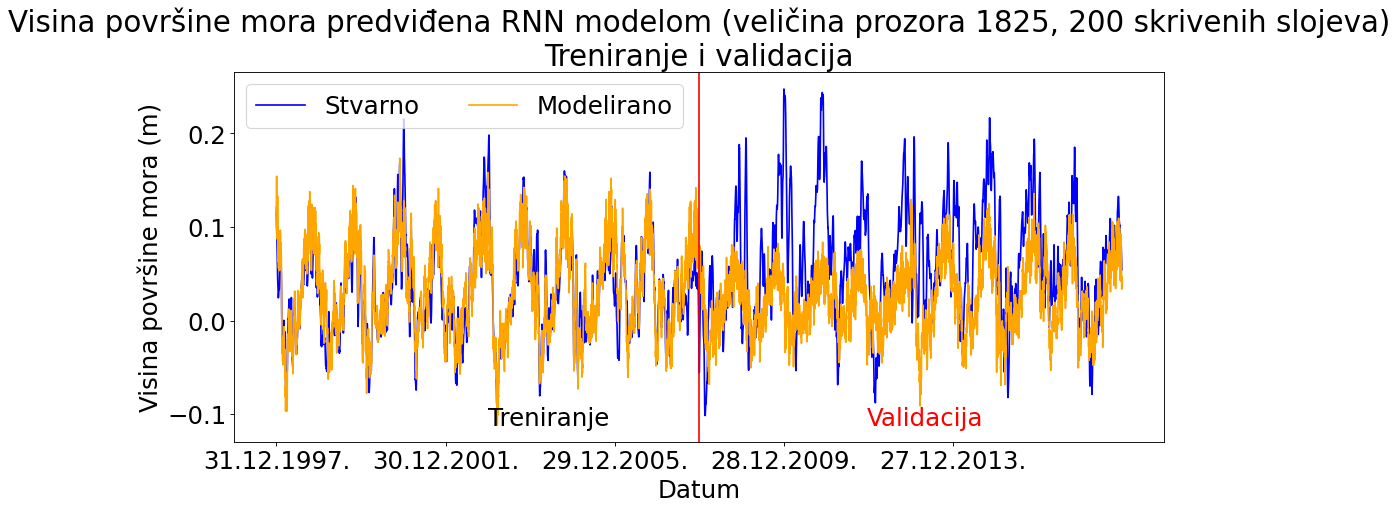 Visina površine mora predviđena RNN modelom (veličina prozora 1825, 200 skrivenih slojeva)
Treniranje i validacija
Stvarno Modelirano
Visina površine mora (m)
0.2
0.1
0.0
−0.1
Treniranje Validacija
31.12.1997. 30.12.2001. 29.12.2005. 28.12.2009. 27.12.2013.
Datum